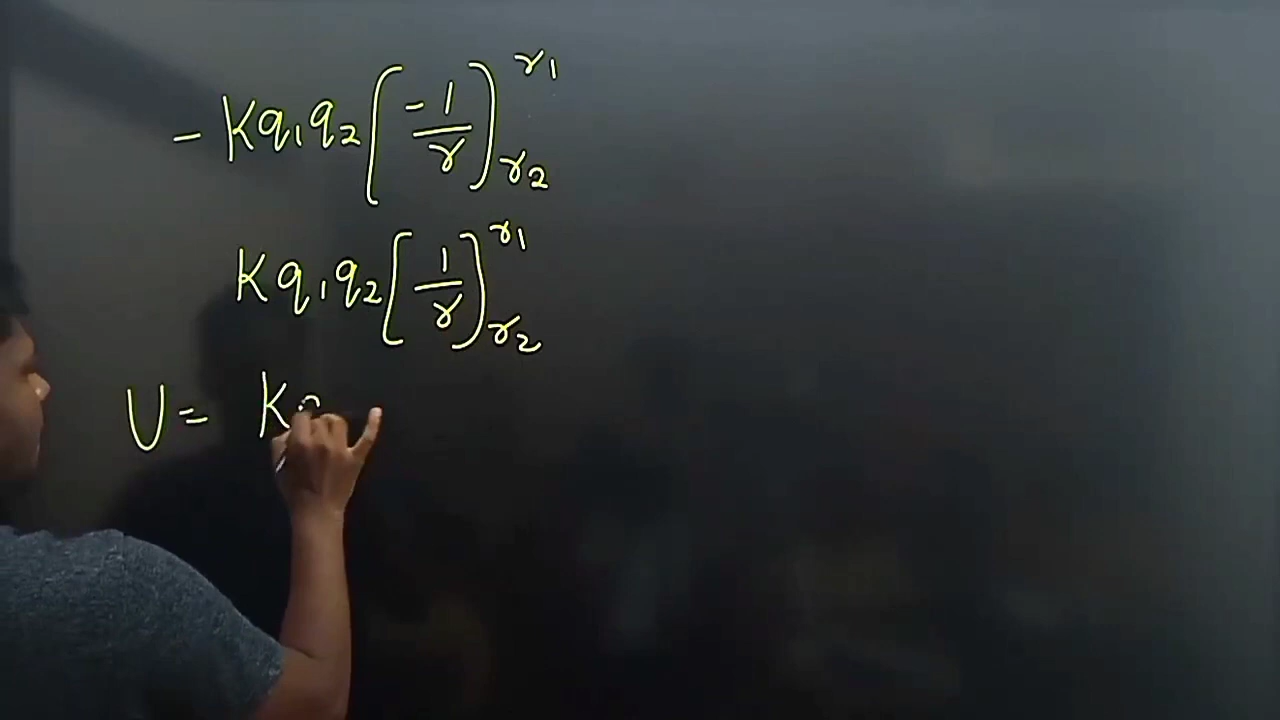 - Kq₁q₂ [-1/r]_{r₂}^{r₁}
Kq₁q₂ [1/r]_{r₂}^{r₁}
U = K